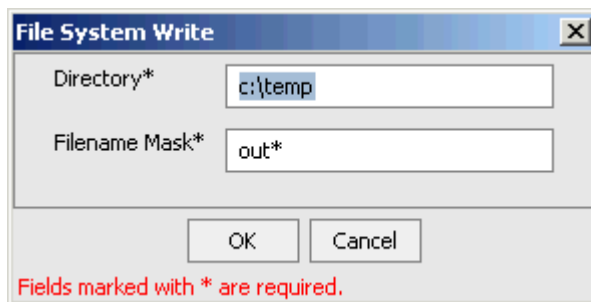 File System Write
Directory* c:\temp
Filename Mask* out*
OK Cancel
Fields marked with * are required.